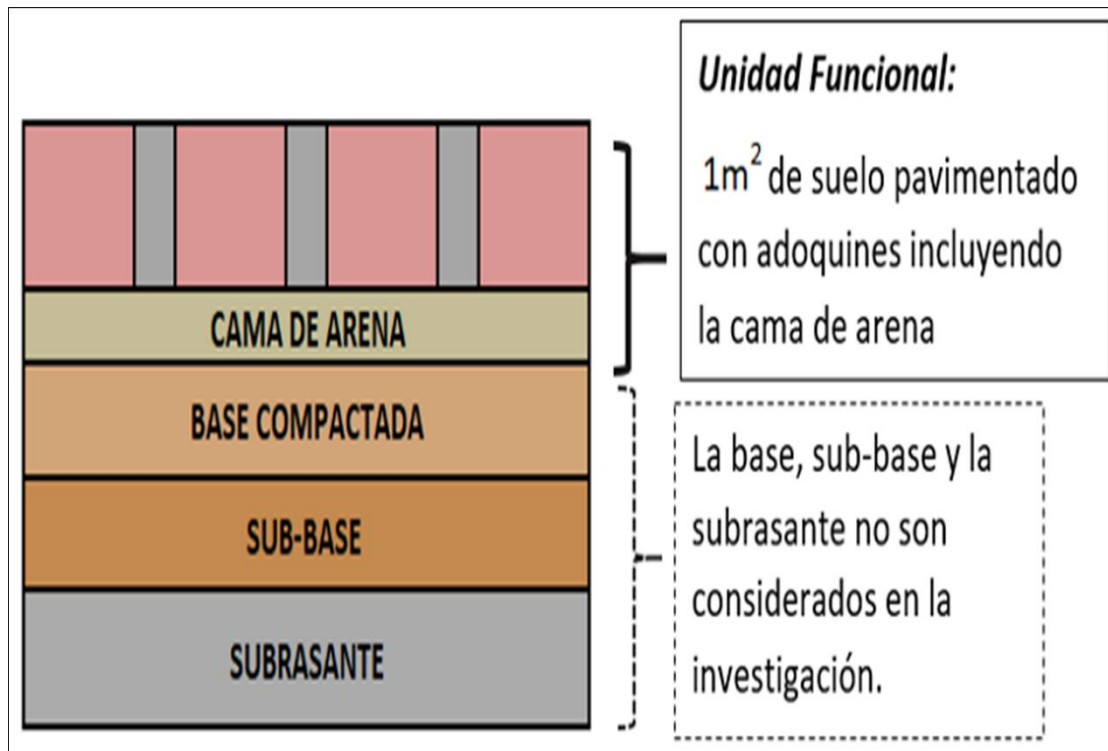 Unidad Funcional:
1m² de suelo pavimentado
con adoquines incluyendo
la cama de arena
CAMA DE ARENA
BASE COMPACTADA
SUB-BASE
SUBRASANTE
La base, sub-base y la
subrasante no son
considerados en la
investigación.